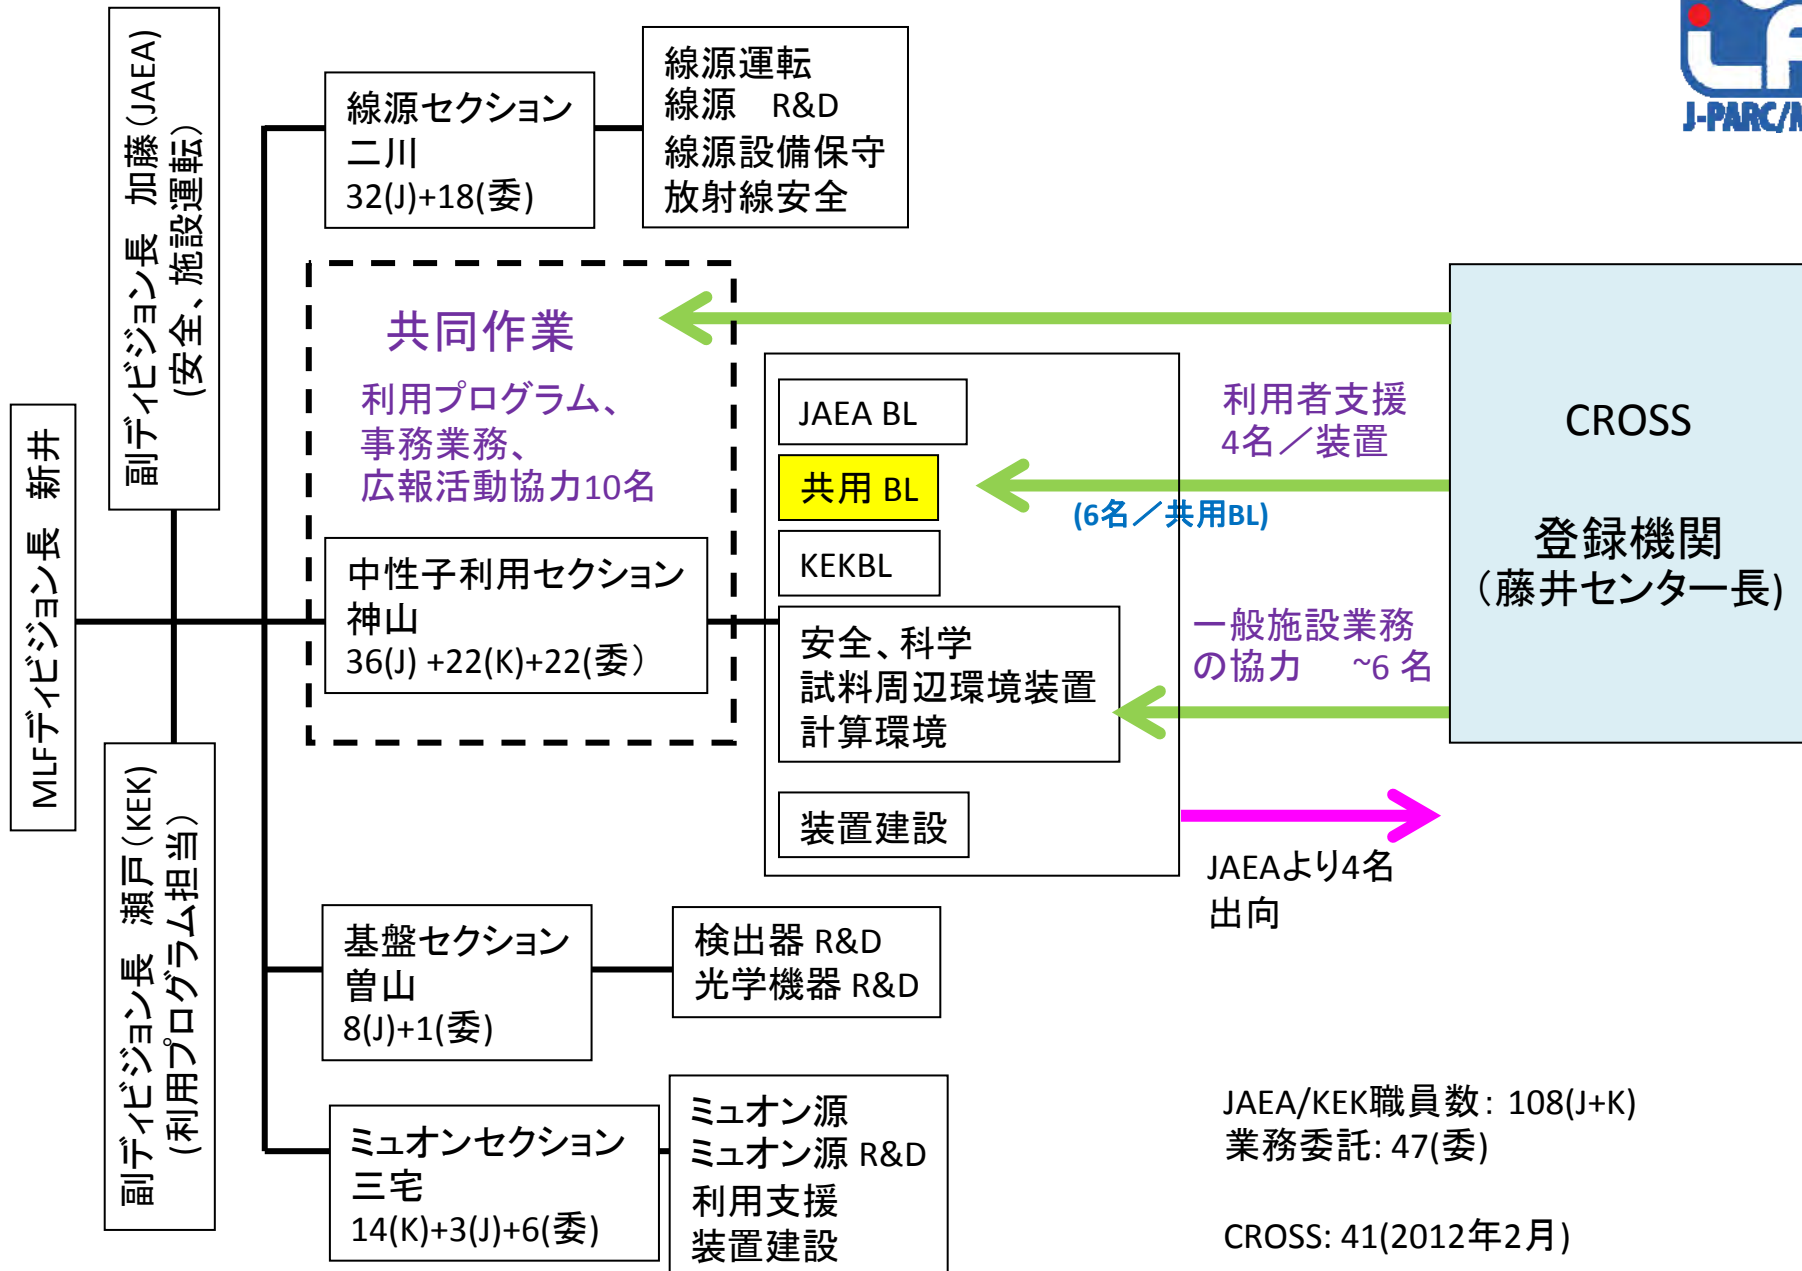 J-PARC/M
MLFディビジョン長 新井
副ディビジョン長 加藤(JAEA)
(安全、施設運転)
副ディビジョン長 瀬戸(KEK)
(利用プログラム担当)
線源セクション
二川
32(J)+18(委)
線源運転
線源 R&D
線源設備保守
放射線安全
共同作業
利用プログラム、
事務業務、
広報活動協力10名
中性子利用セクション
神山
36(J) +22(K)+22(委)
JAEA BL
共用 BL
KEKBL
安全、科学
試料周辺環境装置
計算環境
装置建設
利用者支援
4名/装置
(6名/共用BL)
一般施設業務
の協力 ~6 名
CROSS
登録機関
(藤井センター長)
JAEAより4名
出向
基盤セクション
曽山
8(J)+1(委)
検出器 R&D
光学機器 R&D
ミュオンセクション
三宅
14(K)+3(J)+6(委)
ミュオン源
ミュオン源 R&D
利用支援
装置建設
JAEA/KEK職員数: 108(J+K)
業務委託: 47(委)
CROSS: 41(2012年2月)